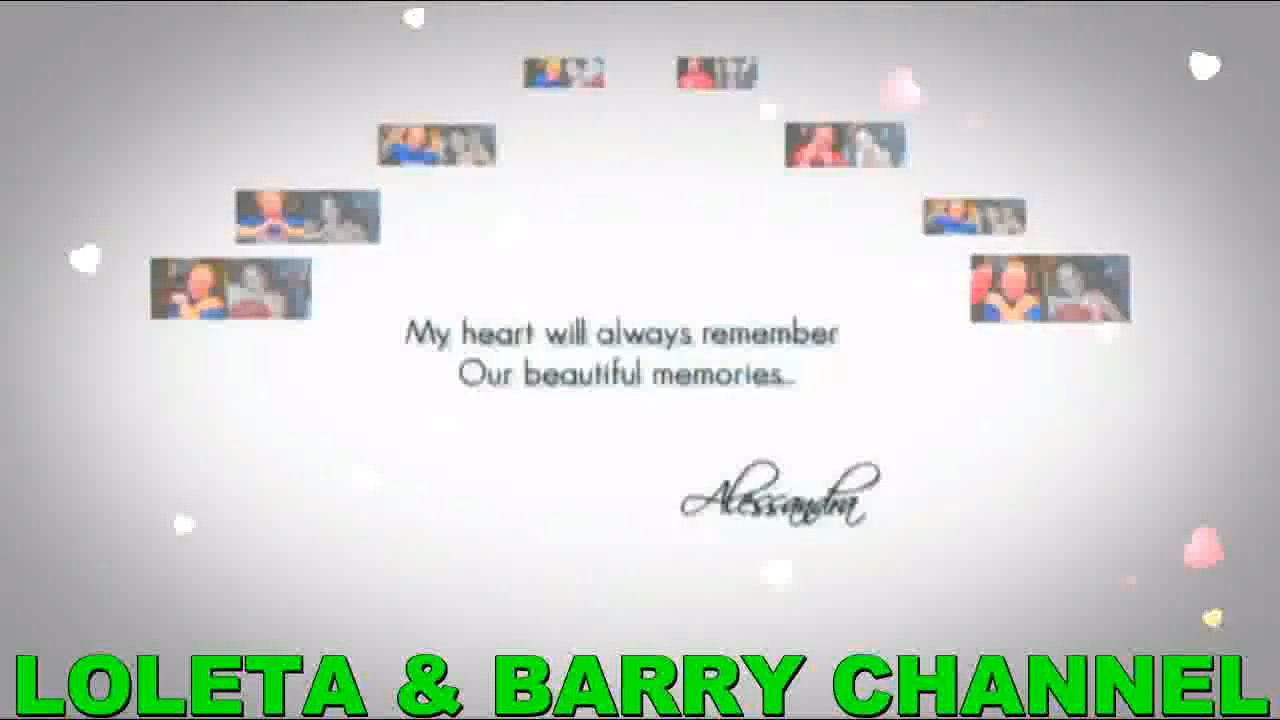 My heart will always remember
Our beautiful memories...
Alessandra
LOLETA & BARRY CHANNEL